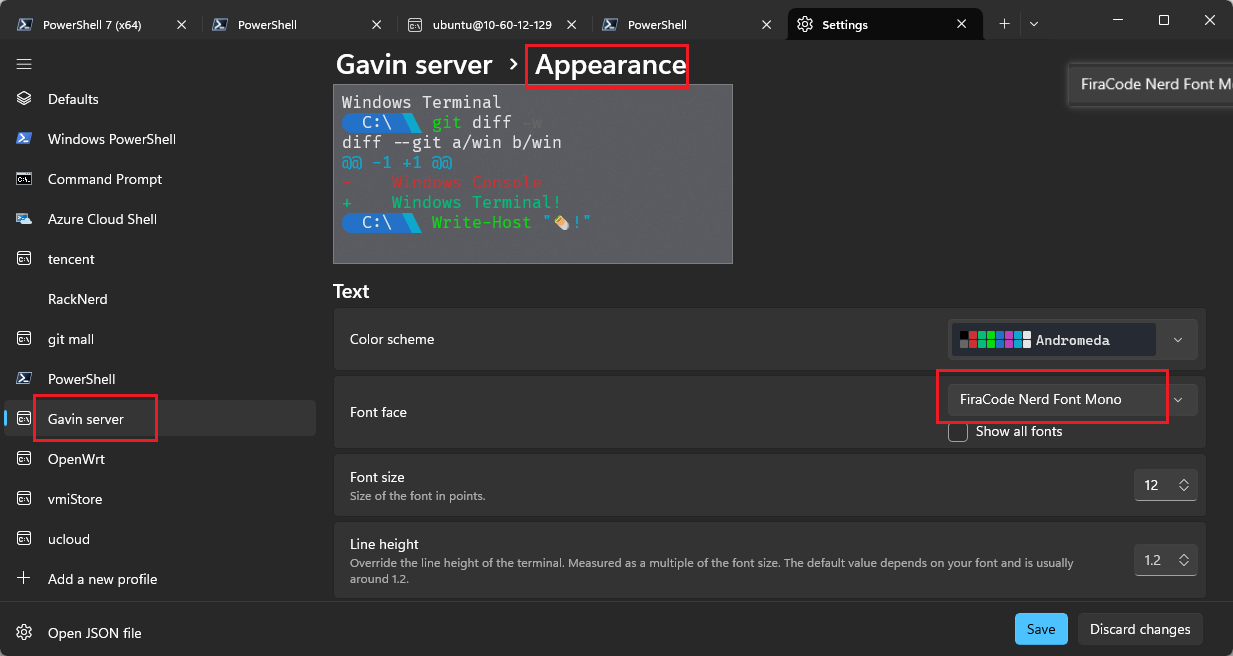 PowerShell 7 (x64)
PowerShell
ubuntu@10-60-12-129
PowerShell
Settings
Gavin server › Appearance
FiraCode Nerd Font M
Defaults
Windows PowerShell
Command Prompt
Azure Cloud Shell
tencent
RackNerd
git mall
PowerShell
Gavin server
OpenWrt
vmiStore
ucloud
Add a new profile
Open JSON file
Windows Terminal
C:\ git diff -w
diff --git a/win b/win
@@ -1 +1 @@
- Windows Console
+ Windows Terminal!
C:\ Write-Host "!"
Text
Color scheme
Andromeda
Font face
FiraCode Nerd Font Mono
Show all fonts
Font size
Size of the font in points.
12
Line height
Override the line height of the terminal. Measured as a multiple of the font size. The default value depends on your font and is usually
around 1.2.
1.2
Save
Discard changes